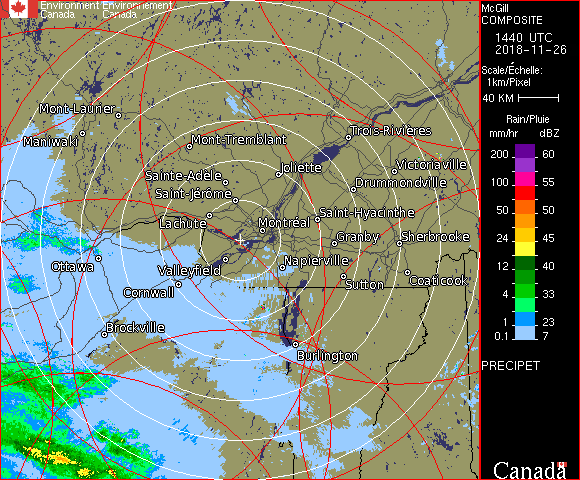 Environment Environnement
Canada Canada
McGill
COMPOSITE
1440 UTC
2018-11-26
Scale/Échelle:
1km/Pixel
40 KM
Rain/Pluie
mm/hr dBZ
200 60
100 55
50 50
24 45
12 40
4 33
1 23
0.1 7
PRECIPET
Canada
Mont-Laurier
Maniwaki
Mont-Tremblant
Trois-Rivières
Sainte-Adèle
Joliette
Victoriaville
Saint-Jérôme
Drummondville
Lachute
Montréal
Saint-Hyacinthe
Granby
Sherbrooke
Ottawa
Valleyfield
Napierville
Cornwall
Sutton
Coaticook
Brockville
Burlington